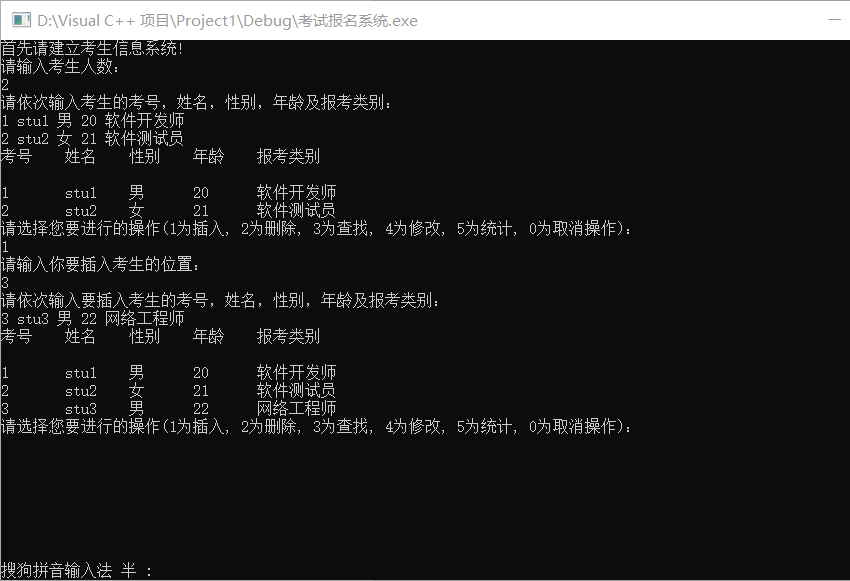 D:\Visual C++ 项目\Project1\Debug\考试报名系统.exe
首先请建立考生信息系统!
请输入考生人数:
2
请依次输入考生的考号，姓名，性别，年龄及报考类别:
1 stu1 男 20 软件开发师
2 stu2 女 21 软件测试员
考号 姓名 性别 年龄 报考类别
1 stu1 男 20 软件开发师
2 stu2 女 21 软件测试员
请选择您要进行的操作(1为插入, 2为删除, 3为查找, 4为修改, 5为统计, 0为取消操作):
1
请输入你要插入考生的位置:
3
请依次输入要插入考生的考号，姓名，性别，年龄及报考类别:
3 stu3 男 22 网络工程师
考号 姓名 性别 年龄 报考类别
1 stu1 男 20 软件开发师
2 stu2 女 21 软件测试员
3 stu3 男 22 网络工程师
请选择您要进行的操作(1为插入, 2为删除, 3为查找, 4为修改, 5为统计, 0为取消操作):
搜狗拼音输入法 半 :